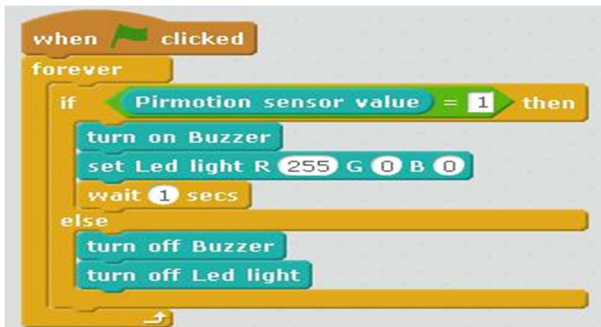 when clicked
forever
if Pirmotion sensor value = 1 then
turn on Buzzer
set Led light R 255 G 0 B 0
wait 1 secs
else
turn off Buzzer
turn off Led light